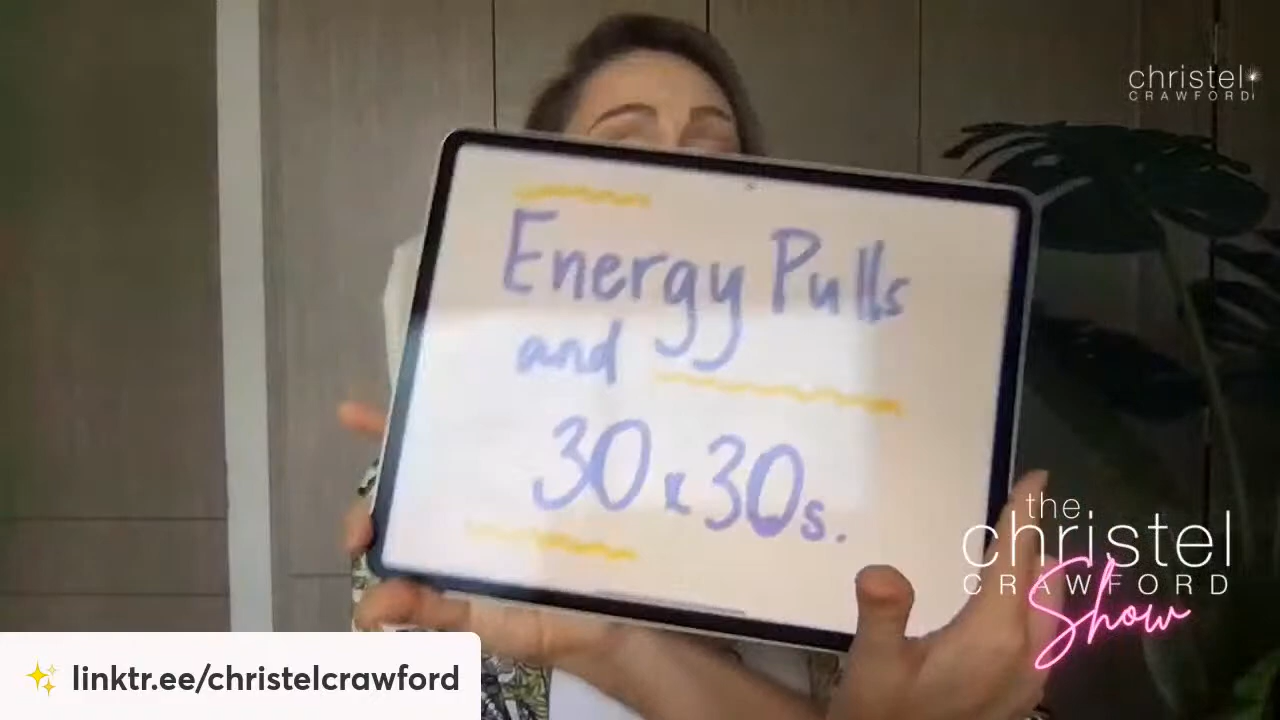 christel
CRAWFORD
Energy Pulls
and
30 x 30s.
the
christel
CRAWFORD
Show
linktr.ee/christelcrawford